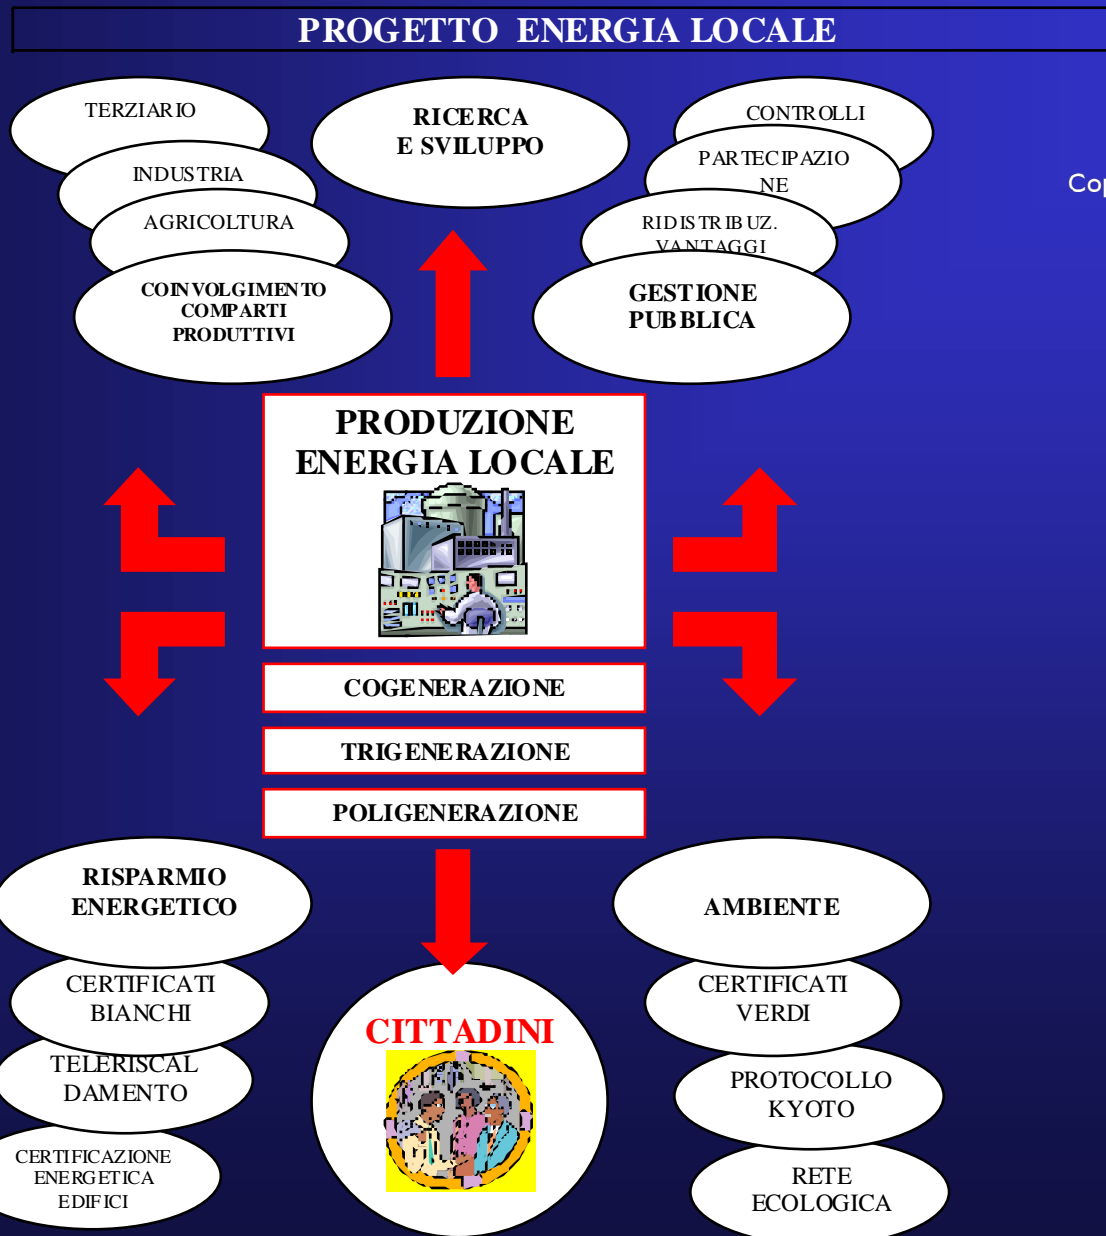 PROGETTO ENERGIA LOCALE
TERZIARIO
INDUSTRIA
AGRICOLTURA
COINVOLGIMENTO
COMPARTI
PRODUTTIVI
RICERCA
E SVILUPPO
CONTROLLI
PARTECIPAZIO
NE
RIDISTRIBUZ.
VANTAGGI
GESTIONE
PUBBLICA
Cop
PRODUZIONE
ENERGIA LOCALE
COGENERAZIONE
TRIGENERAZIONE
POLIGENERAZIONE
RISPARMIO
ENERGETICO
CERTIFICATI
BIANCHI
TELERISCAL
DAMENTO
CERTIFICAZIONE
ENERGETICA
EDIFICI
CITTADINI
AMBIENTE
CERTIFICATI
VERDI
PROTOCOLLO
KYOTO
RETE
ECOLOGICA